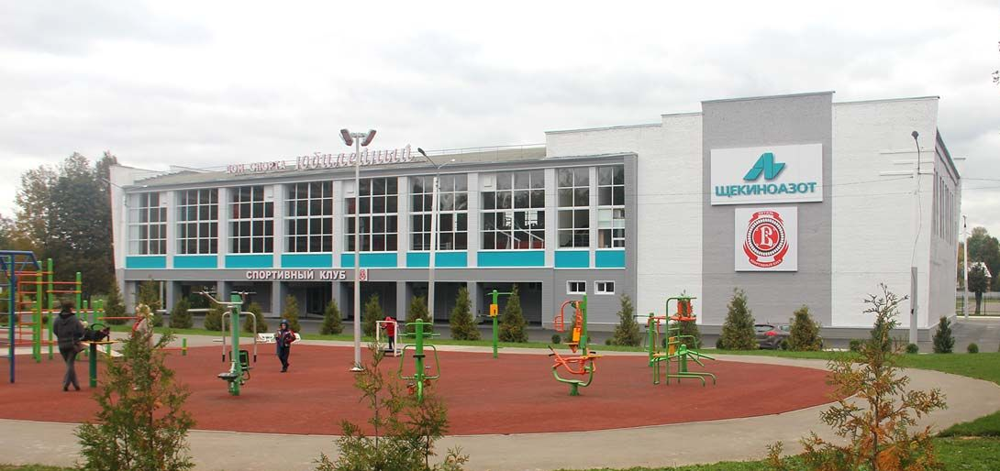 ДОМ СПОРТА Юбилейный
СПОРТИВНЫЙ КЛУБ
ЩЕКИНОАЗОТ